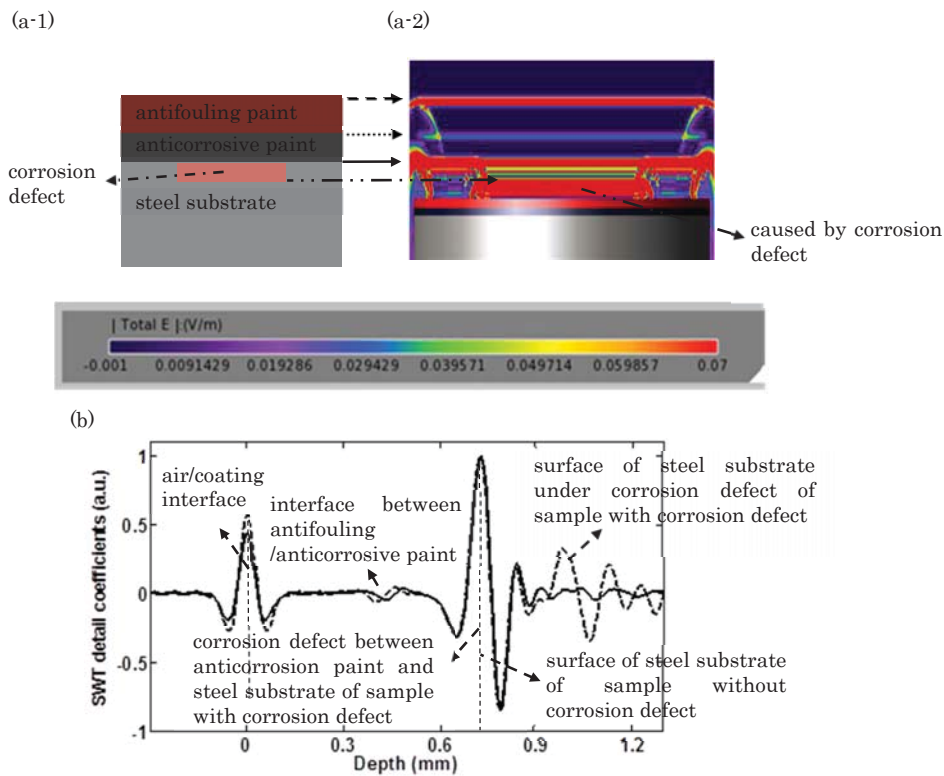 (a-1)
(a-2)
antifouling paint
anticorrosive paint
corrosion
defect
steel substrate
caused by corrosion
defect
| Total E |:(V/m)
-0.001 0.0091429 0.019286 0.029429 0.039571 0.049714 0.059857 0.07
(b)
SWT detail coefficients (a.u.)
1
0.5
0
-0.5
-1
air/coating
interface
interface between
antifouling
/anticorrosive paint
surface of steel substrate
under corrosion defect of
sample with corrosion defect
corrosion defect between
anticorrosion paint and
steel substrate of sample
with corrosion defect
surface of steel substrate
of sample without
corrosion defect
0 0.3 0.6 0.9 1.2
Depth (mm)